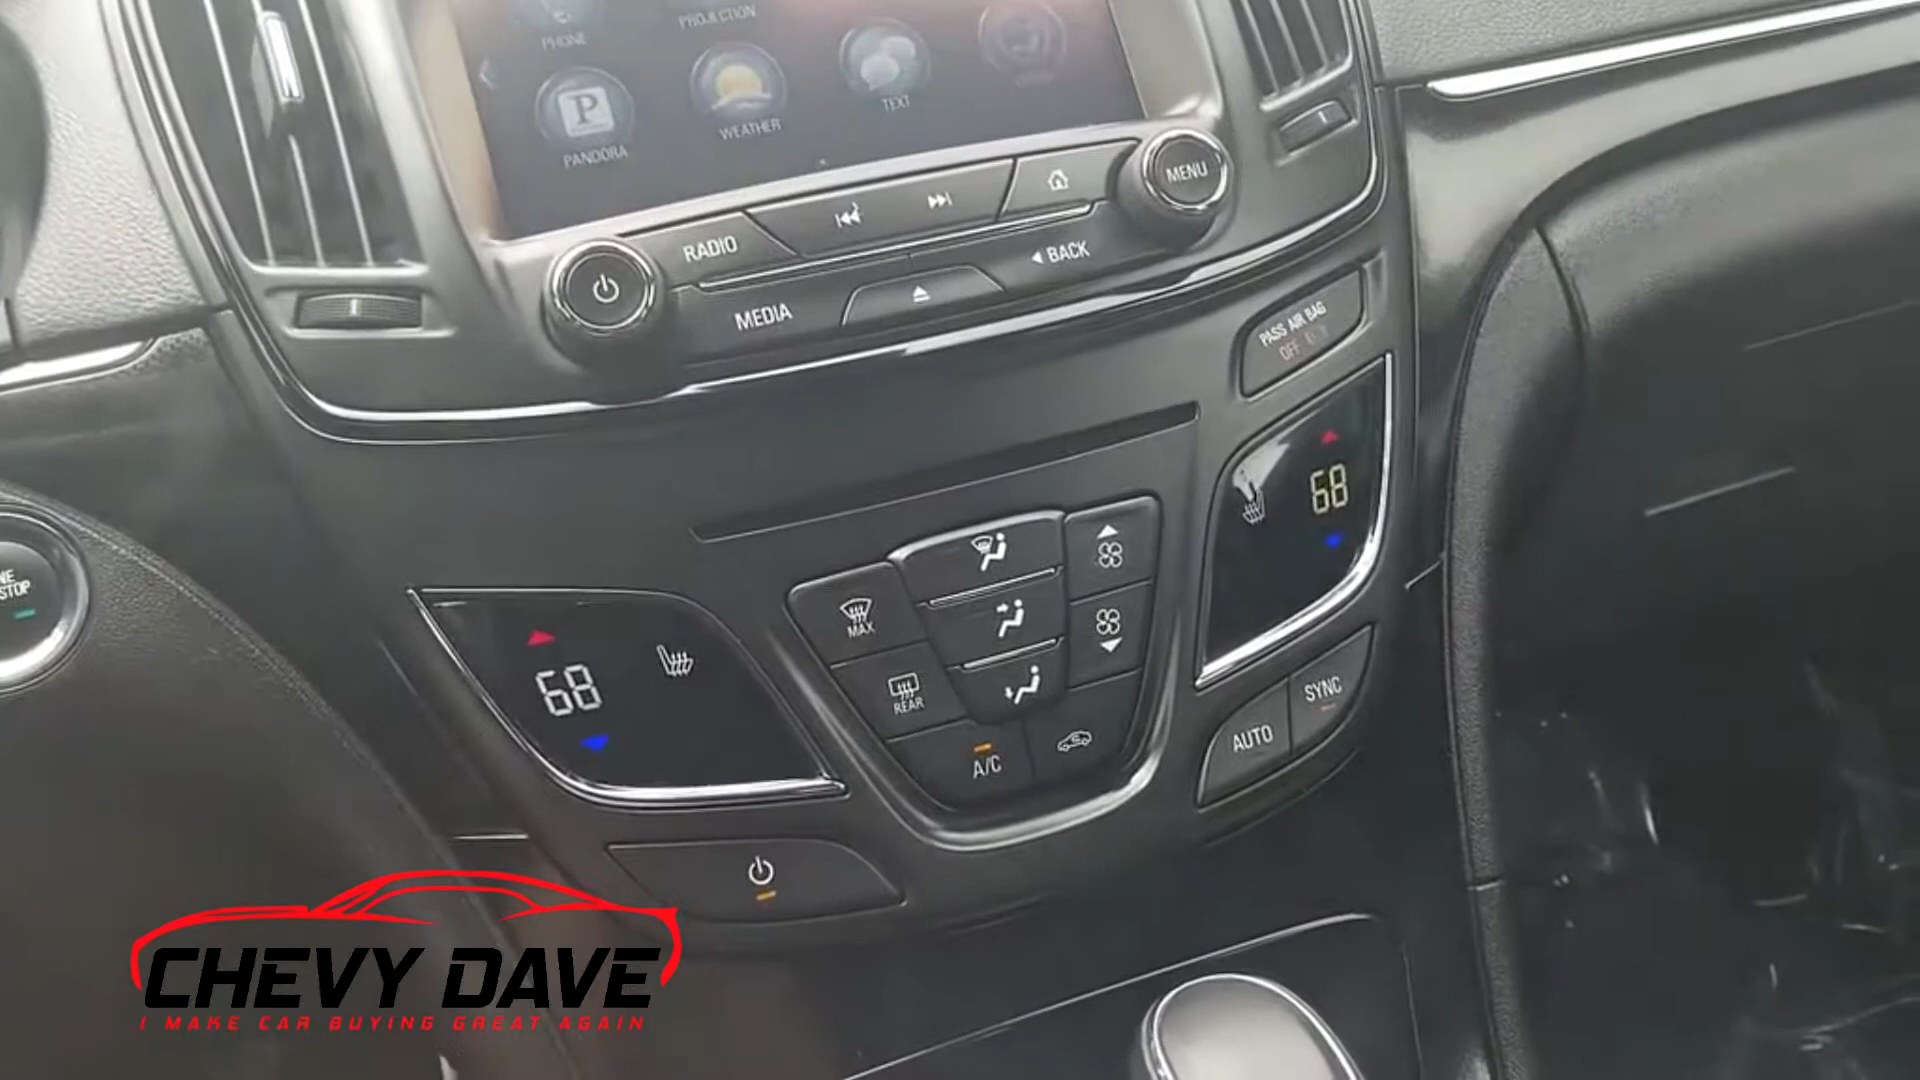 PHONE
PROJECTION
PANDORA
WEATHER
TEXT
RADIO
MENU
MEDIA
BACK
PASS AIR BAG
OFF
68
68
MAX
REAR
A/C
AUTO
SYNC
STOP
CHEVY DAVE
I MAKE CAR BUYING GREAT AGAIN